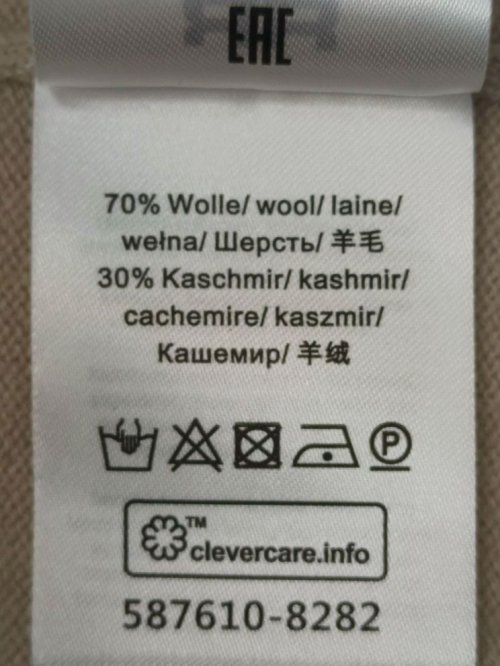 EAC
70% Wolle/ wool/ laine/
wełna/ Шерсть/ 羊毛
30% Kaschmir/ kashmir/
cachemire/ kaszmir/
Кашемир/ 羊绒
P
TM
clevercare.info
587610-8282